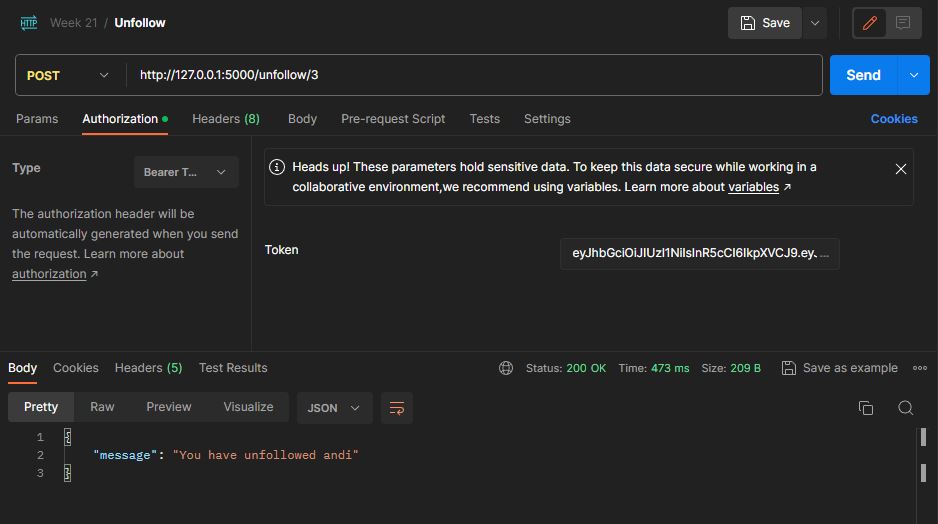 HTTP Week 21 / Unfollow Save
POST http://127.0.0.1:5000/unfollow/3 Send
Params Authorization Headers (8) Body Pre-request Script Tests Settings Cookies
Type Bearer T...
Heads up! These parameters hold sensitive data. To keep this data secure while working in a
collaborative environment,we recommend using variables. Learn more about variables ↗
The authorization header will be
automatically generated when you send
the request. Learn more about
authorization ↗
Token
Body Cookies Headers (5) Test Results Status: 200 OK Time: 473 ms Size: 209 B Save as example
Pretty Raw Preview Visualize JSON
1 {
2 "message": "You have unfollowed andi"
3 }